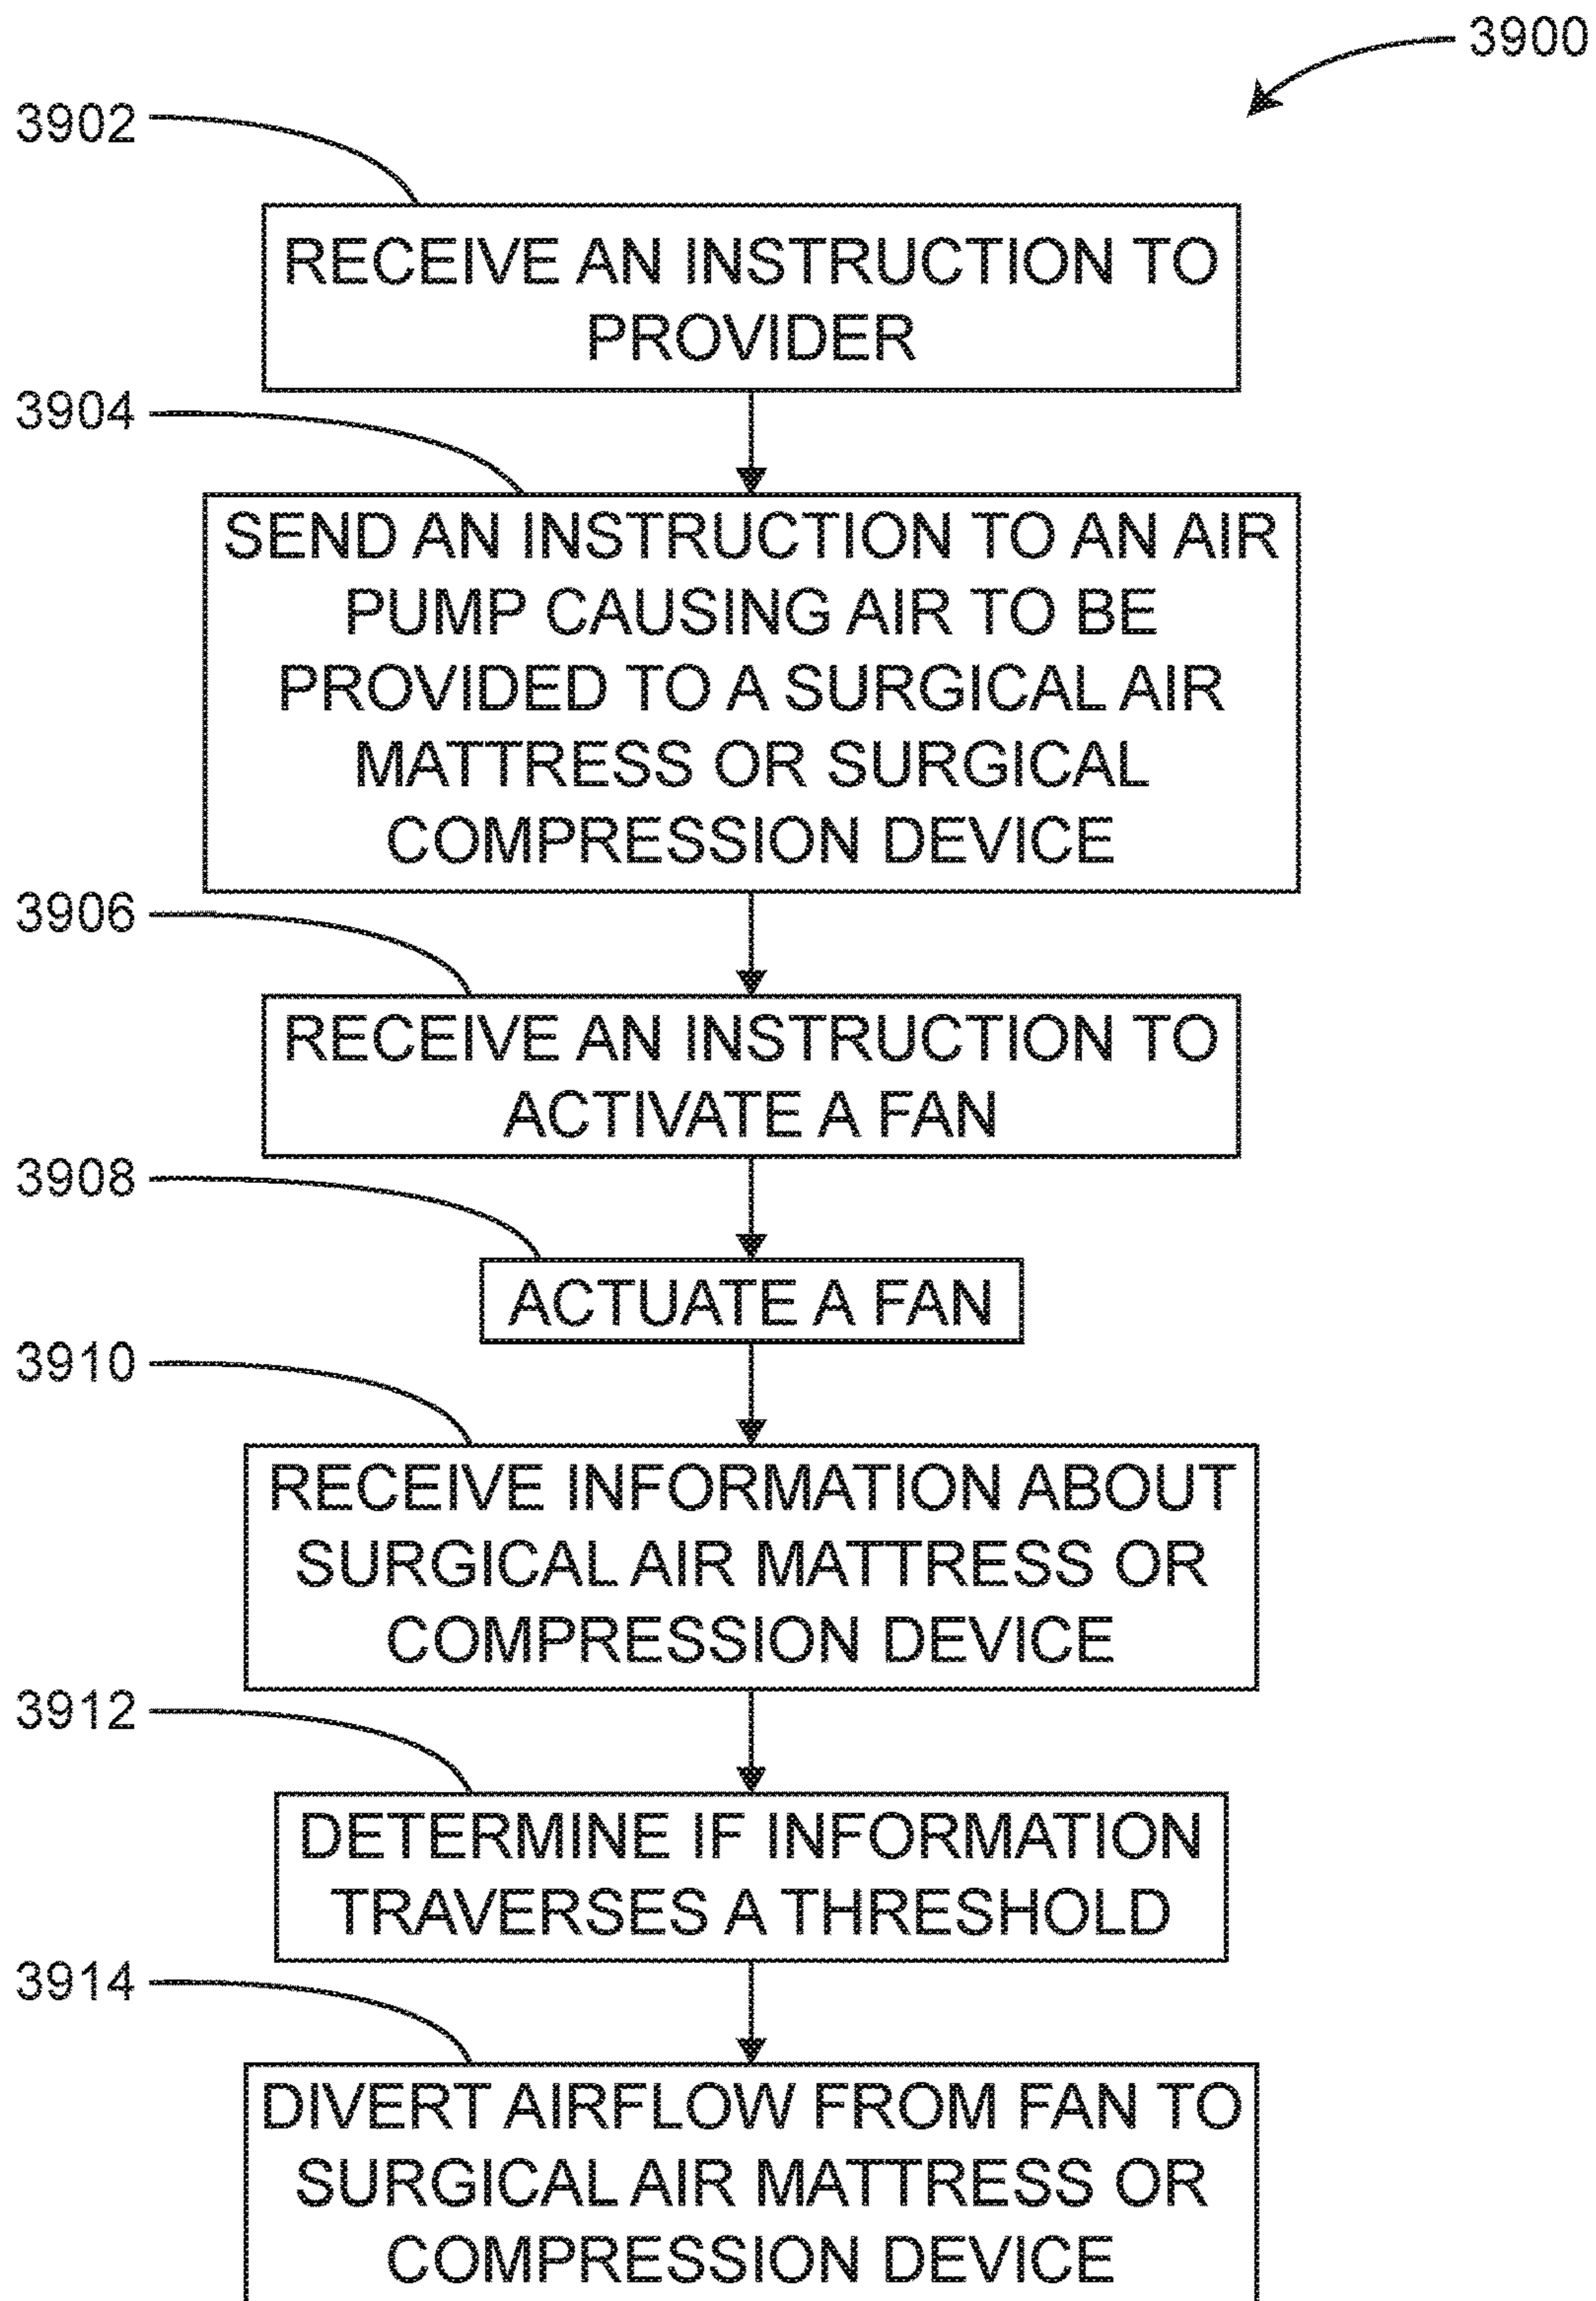 3900
3902
RECEIVE AN INSTRUCTION TO
PROVIDER
3904
SEND AN INSTRUCTION TO AN AIR
PUMP CAUSING AIR TO BE
PROVIDED TO A SURGICAL AIR
MATTRESS OR SURGICAL
COMPRESSION DEVICE
3906
RECEIVE AN INSTRUCTION TO
ACTIVATE A FAN
3908
ACTUATE A FAN
3910
RECEIVE INFORMATION ABOUT
SURGICAL AIR MATTRESS OR
COMPRESSION DEVICE
3912
DETERMINE IF INFORMATION
TRAVERSES A THRESHOLD
3914
DIVERT AIRFLOW FROM FAN TO
SURGICAL AIR MATTRESS OR
COMPRESSION DEVICE